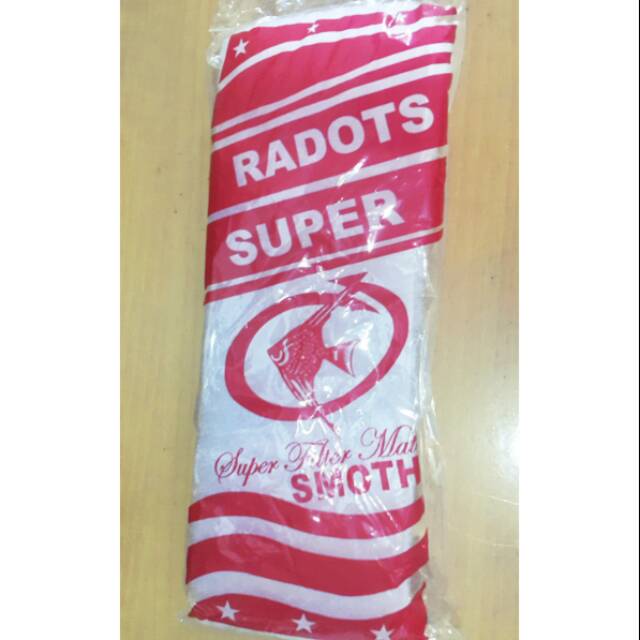 RADOTS
SUPER
Super Filter Mat
SMOTH